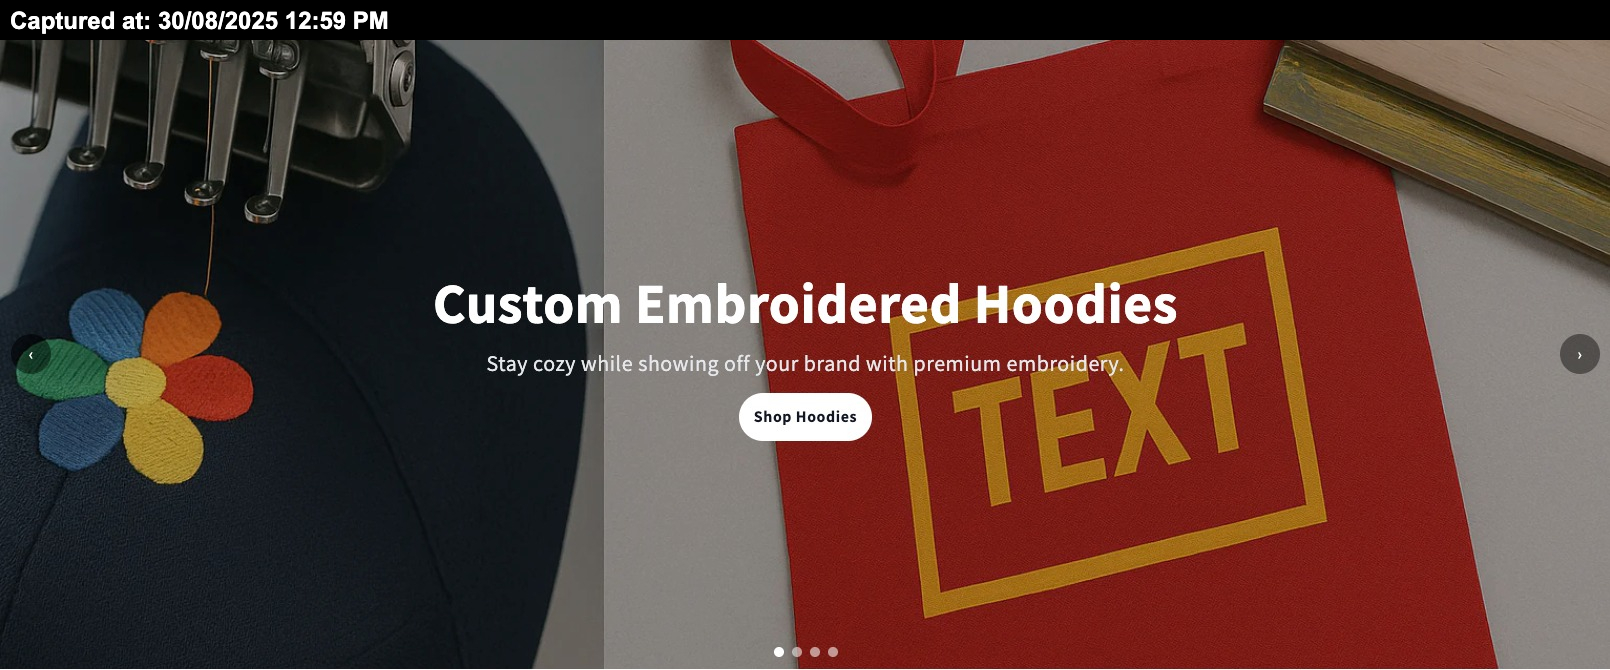 Captured at: 30/08/2025 12:59 PM
Custom Embroidered Hoodies
Stay cozy while showing off your brand with premium embroidery.
Shop Hoodies
TEXT